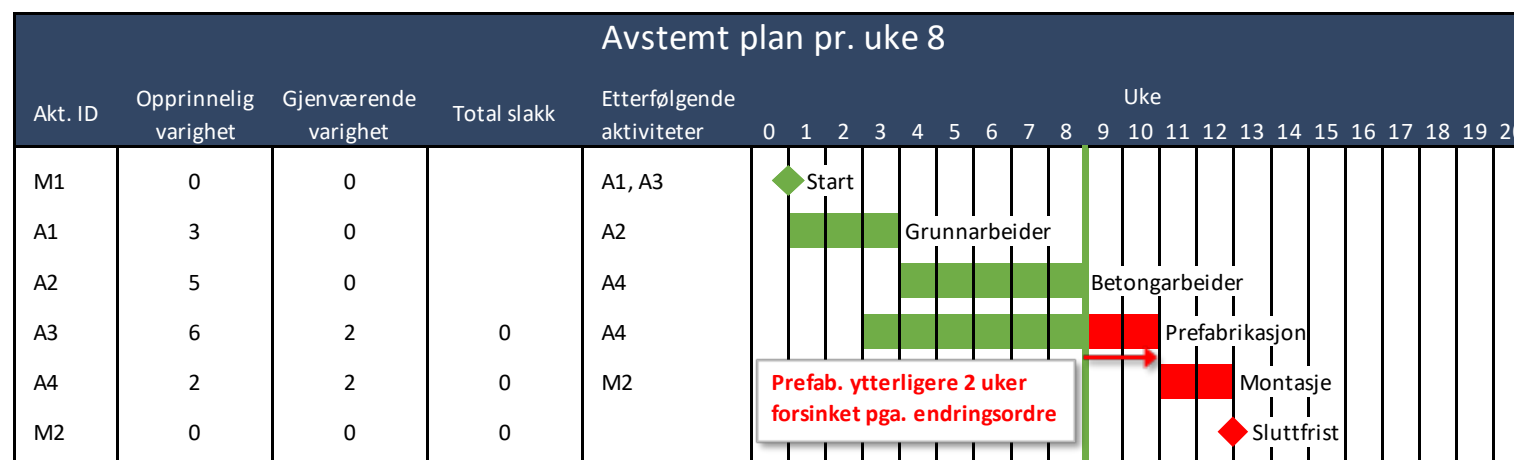 Avstemt plan pr. uke 8
Akt. ID Opprinnelig varighet Gjenværende varighet Total slakk Etterfølgende aktiviteter Uke
0 1 2 3 4 5 6 7 8 9 10 11 12 13 14 15 16 17 18 19 20
M1 0 0 A1, A3 Start
A1 3 0 A2 Grunnarbeider
A2 5 0 A4 Betongarbeider
A3 6 2 0 A4 Prefabrikasjon
A4 2 2 0 M2 Montasje
Prefab. ytterligere 2 uker
forsinket pga. endringsordre
M2 0 0 0 Sluttfrist